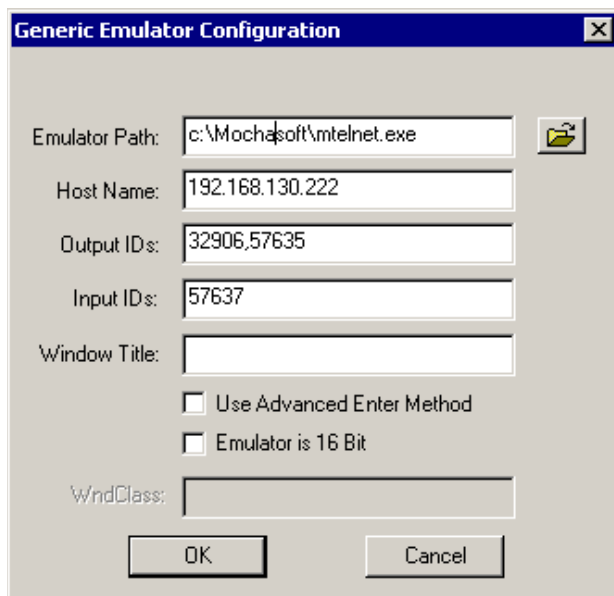 Generic Emulator Configuration
Emulator Path: c:\Mochasoft\mtelnet.exe
Host Name: 192.168.130.222
Output IDs: 32906,57635
Input IDs: 57637
Window Title:
Use Advanced Enter Method
Emulator is 16 Bit
WndClass:
OK Cancel